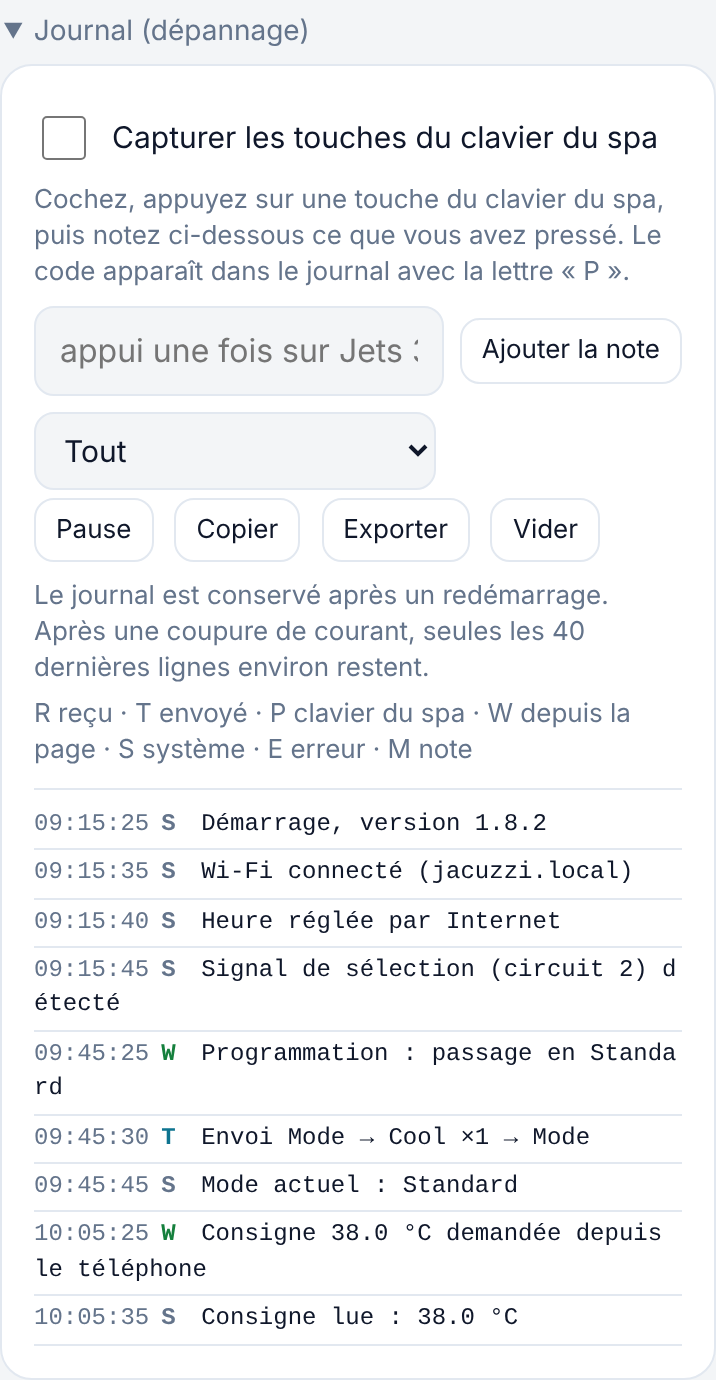 ▼ Journal (dépannage)
Capturer les touches du clavier du spa
Cochez, appuyez sur une touche du clavier du spa,
puis notez ci-dessous ce que vous avez pressé. Le
code apparaît dans le journal avec la lettre « P ».
appui une fois sur Jets
Ajouter la note
Tout
Pause
Copier
Exporter
Vider
Le journal est conservé après un redémarrage.
Après une coupure de courant, seules les 40
dernières lignes environ restent.
R reçu · T envoyé · P clavier du spa · W depuis la
page · S système · E erreur · M note
09:15:25 S Démarrage, version 1.8.2
09:15:35 S Wi-Fi connecté (jacuzzi.local)
09:15:40 S Heure réglée par Internet
09:15:45 S Signal de sélection (circuit 2) d
étecté
09:45:25 W Programmation : passage en Standa
rd
09:45:30 T Envoi Mode → Cool ×1 → Mode
09:45:45 S Mode actuel : Standard
10:05:25 W Consigne 38.0 °C demandée depuis
le téléphone
10:05:35 S Consigne lue : 38.0 °C